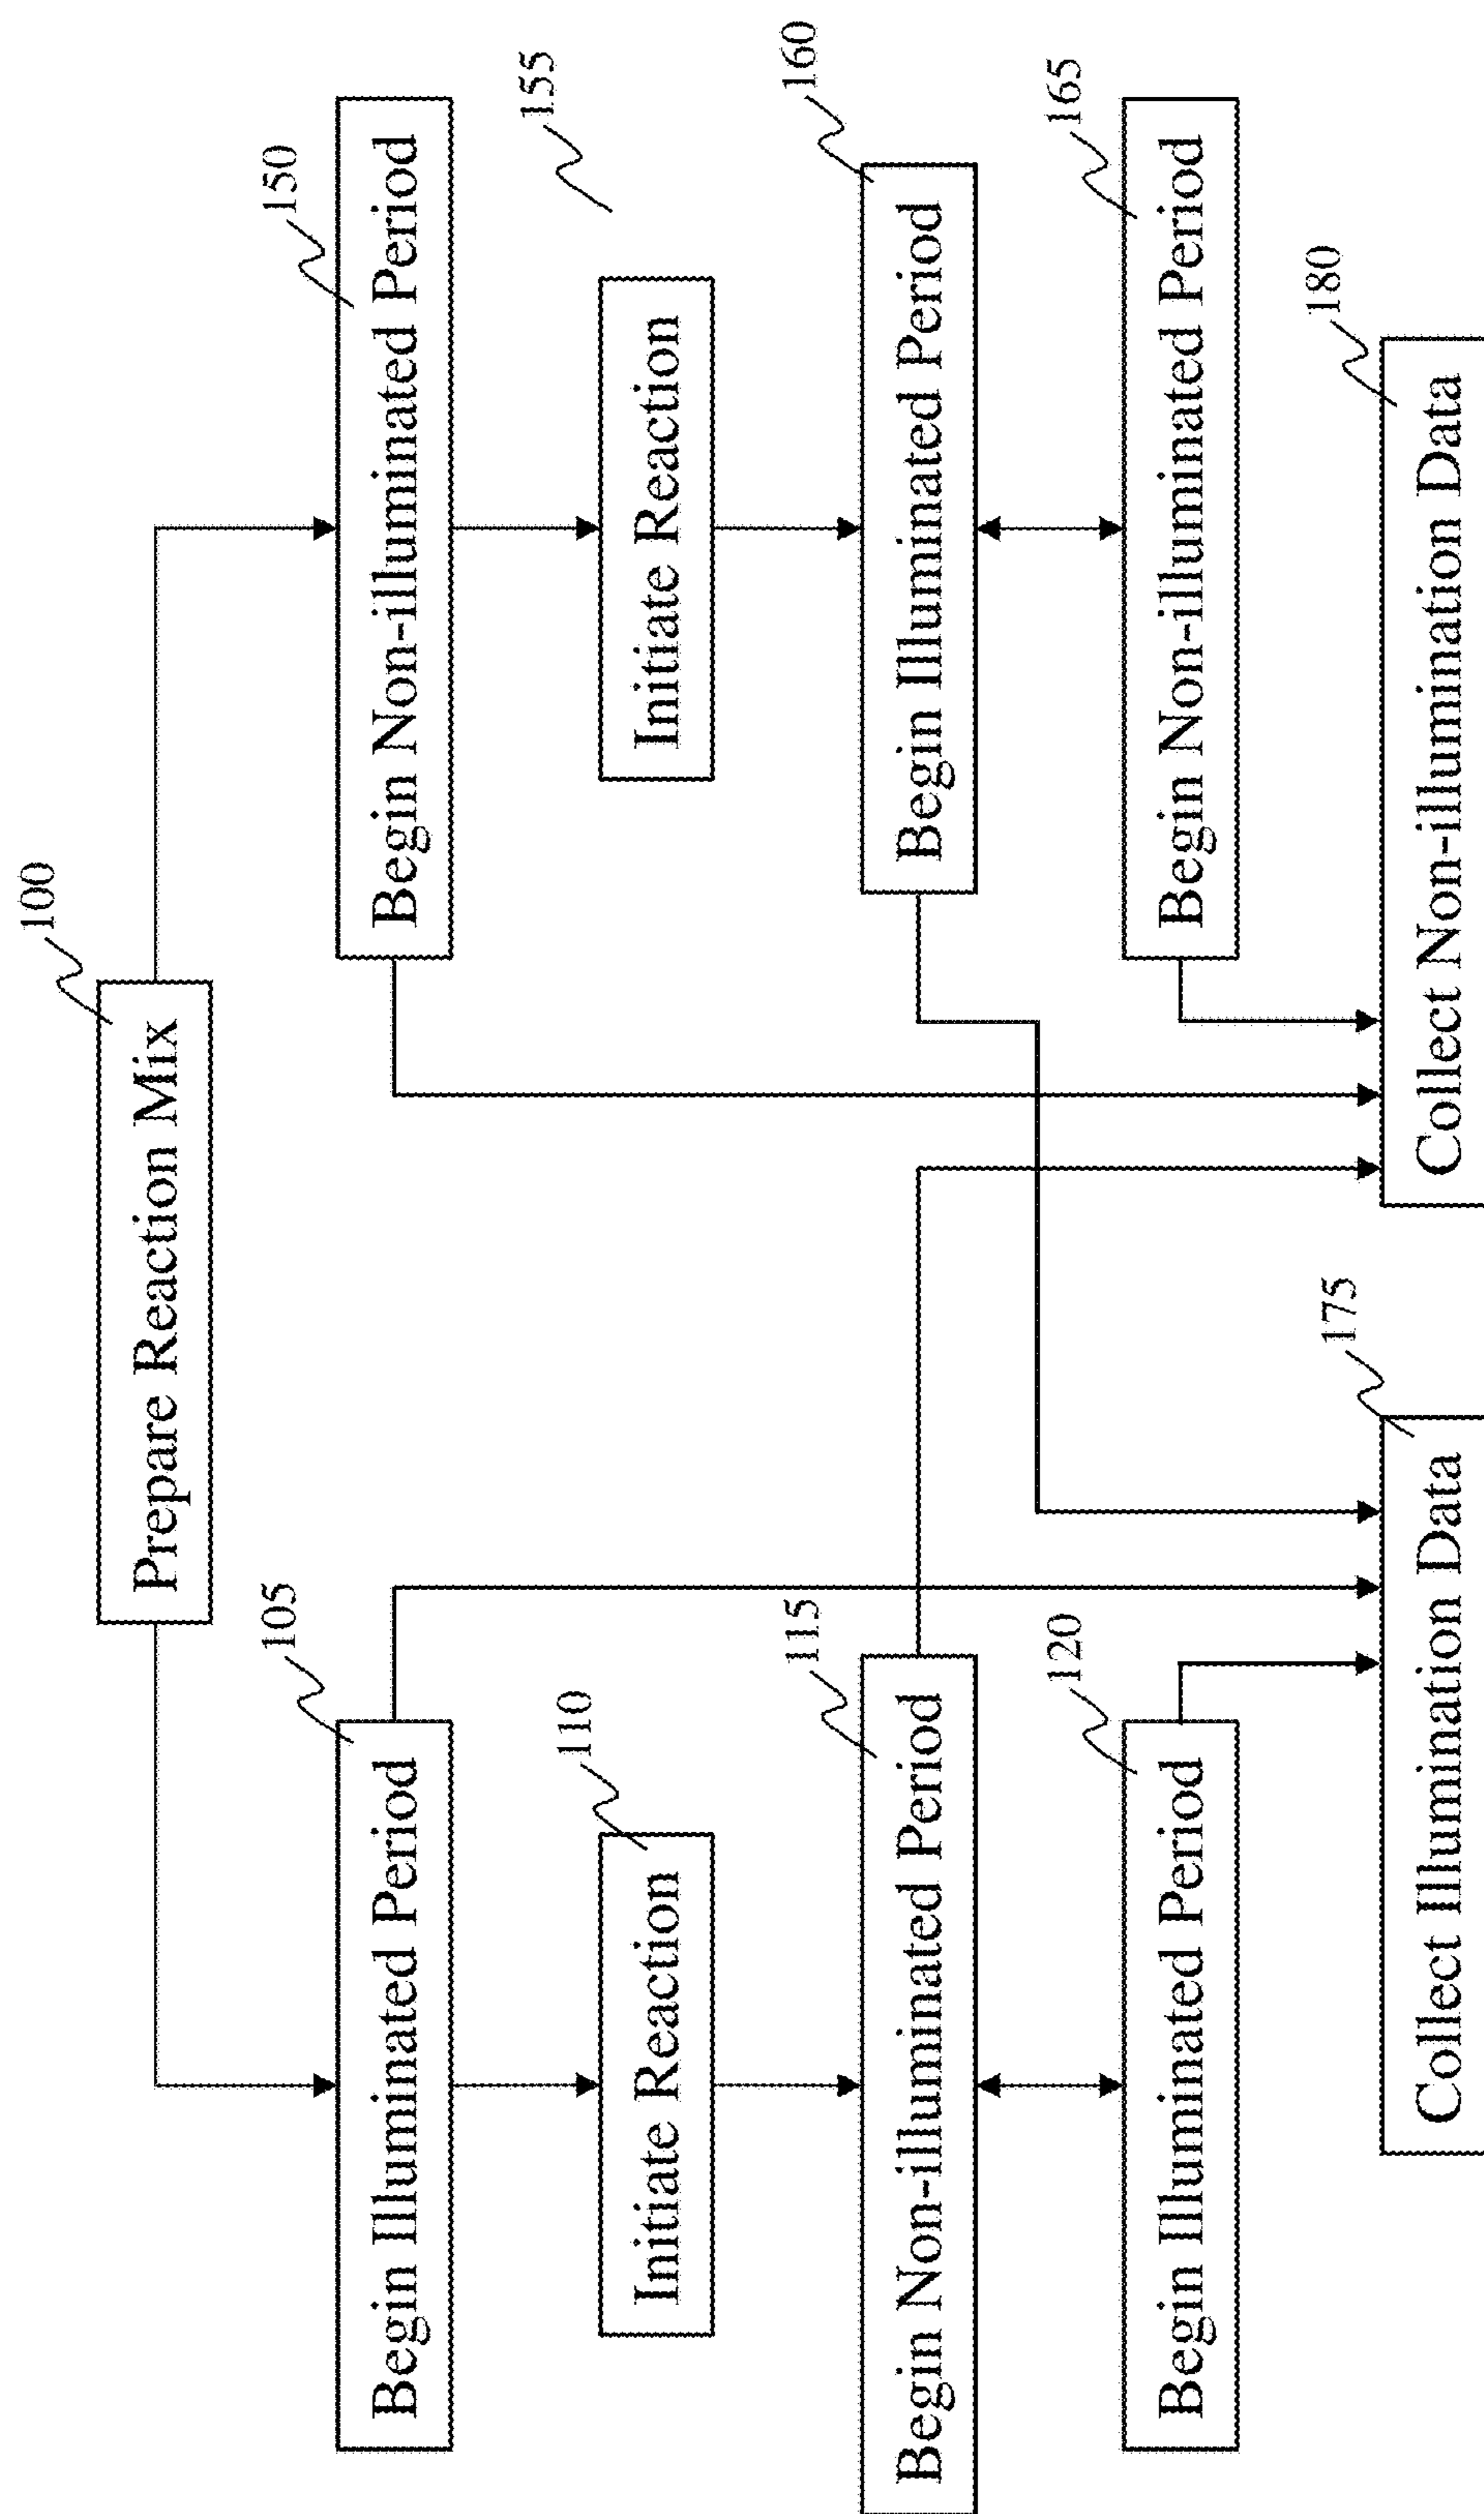 100
Prepare Reaction Mix
105
Begin Illuminated Period
150
Begin Non-illuminated Period
110
Initiate Reaction
155
Initiate Reaction
115
Begin Non-illuminated Period
160
Begin Illuminated Period
120
Begin Illuminated Period
165
Begin Non-illuminated Period
175
Collect Illumination Data
180
Collect Non-illumination Data